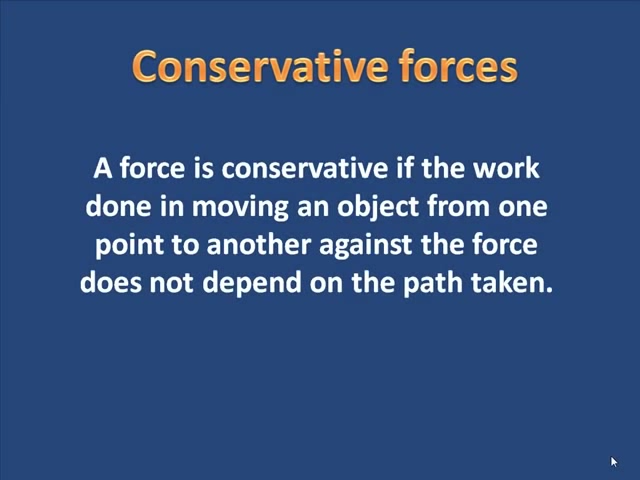 Conservative forces
A force is conservative if the work
done in moving an object from one
point to another against the force
does not depend on the path taken.